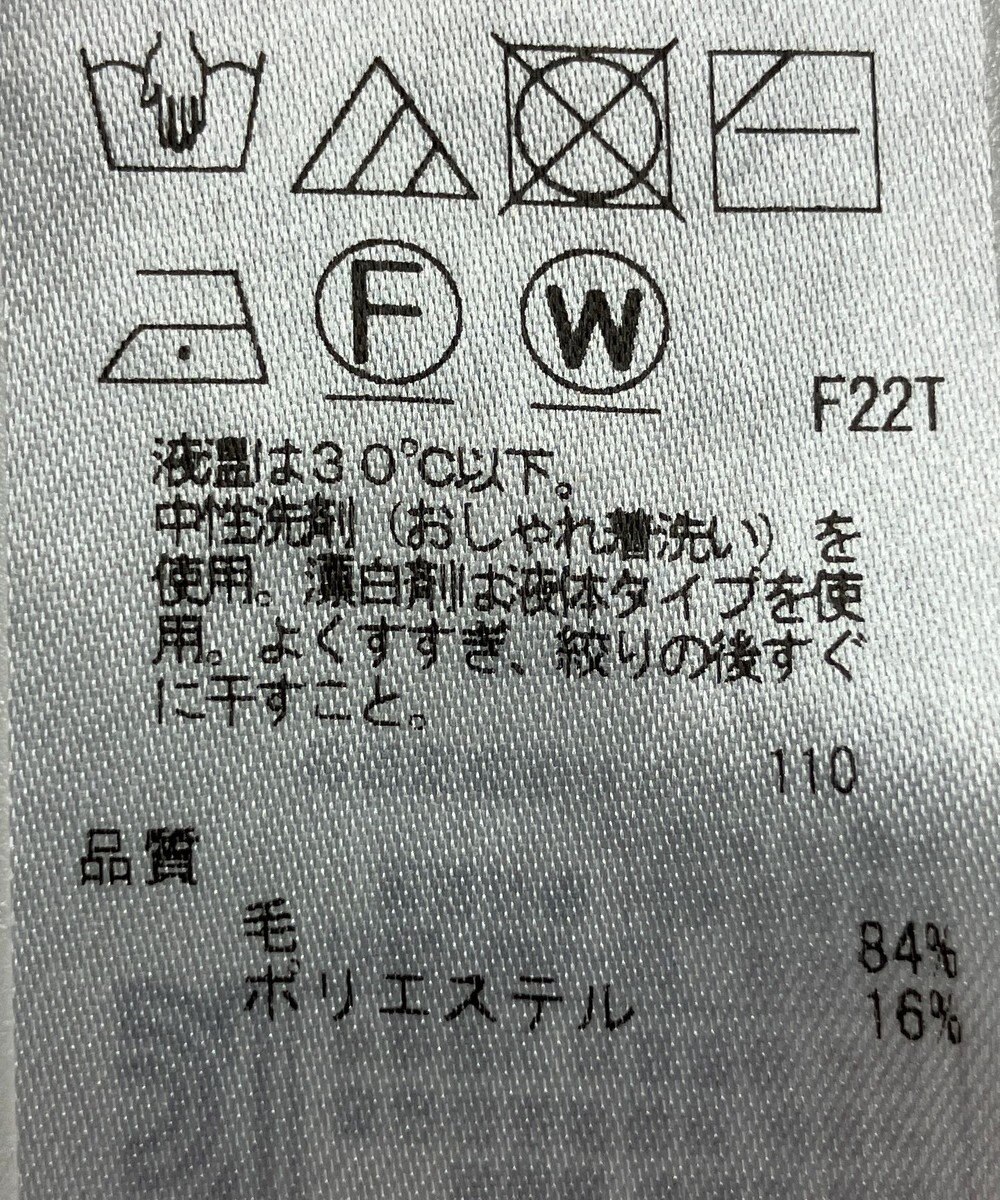 F W
F22T
液温は30℃以下。
中性洗剤(おしゃれ着洗い)を
使用。漂白剤は液体タイプを使
用。よくすすぎ、絞りの後すぐ
に干すこと。
110
品質
毛 84%
ポリエステル 16%